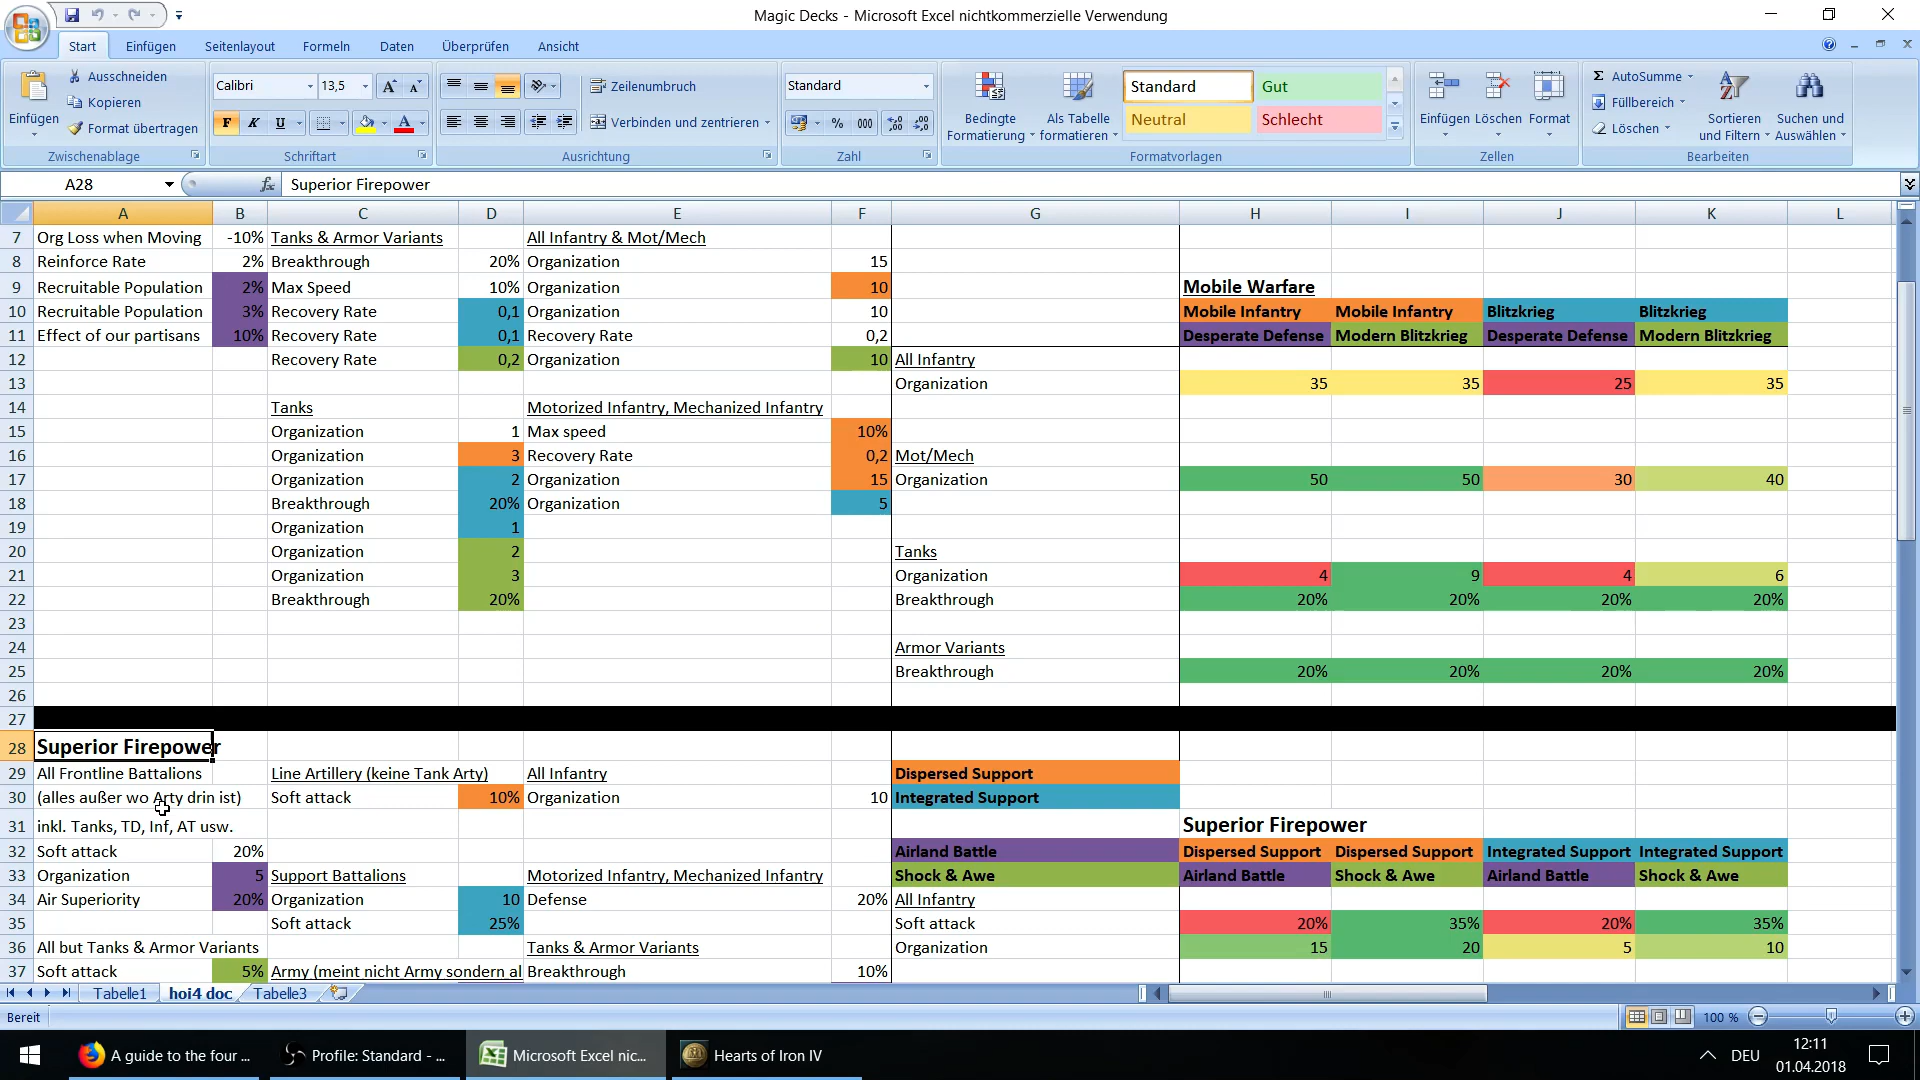 Magic Decks - Microsoft Excel nichtkommerzielle Verwendung
Start Einfügen Seitenlayout Formeln Daten Überprüfen Ansicht
Einfügen
Ausschneiden
Kopieren
Format übertragen
Zwischenablage
Calibri 13,5
F K U
Schriftart
Zeilenumbruch
Verbinden und zentrieren
Ausrichtung
Standard
% 000
Zahl
Bedingte Formatierung
Als Tabelle formatieren
Standard Gut
Neutral Schlecht
Formatvorlagen
Einfügen Löschen Format
Zellen
AutoSumme
Füllbereich
Löschen
Sortieren und Filtern
Suchen und Auswählen
Bearbeiten
A28 fx Superior Firepower
A B C D E F G H I J K L
7 Org Loss when Moving -10% Tanks & Armor Variants All Infantry & Mot/Mech
8 Reinforce Rate 2% Breakthrough 20% Organization 15
9 Recruitable Population 2% Max Speed 10% Organization 10 Mobile Warfare
10 Recruitable Population 3% Recovery Rate 0,1 Organization 10 Mobile Infantry Mobile Infantry Blitzkrieg Blitzkrieg
11 Effect of our partisans 10% Recovery Rate 0,1 Recovery Rate 0,2 Desperate Defense Modern Blitzkrieg Desperate Defense Modern Blitzkrieg
12 Recovery Rate 0,2 Organization 10 All Infantry
13 Organization 35 35 25 35
14 Tanks Motorized Infantry, Mechanized Infantry
15 Organization 1 Max speed 10%
16 Organization 3 Recovery Rate 0,2 Mot/Mech
17 Organization 2 Organization 15 Organization 50 50 30 40
18 Breakthrough 20% Organization 5
19 Organization 1
20 Organization 2 Tanks
21 Organization 3 Organization 4 9 4 6
22 Breakthrough 20% Breakthrough 20% 20% 20% 20%
23
24 Armor Variants
25 Breakthrough 20% 20% 20% 20%
26
27
28 Superior Firepower
29 All Frontline Battalions Line Artillery (keine Tank Arty) All Infantry Dispersed Support
30 (alles außer wo Arty drin ist) Soft attack 10% Organization 10 Integrated Support
31 inkl. Tanks, TD, Inf, AT usw. Superior Firepower
32 Soft attack 20% Airland Battle Dispersed Support Dispersed Support Integrated Support Integrated Support
33 Organization 5 Support Battalions Motorized Infantry, Mechanized Infantry Shock & Awe Airland Battle Shock & Awe Airland Battle Shock & Awe
34 Air Superiority 20% Organization 10 Defense 20% All Infantry
35 Soft attack 25% Soft attack 20% 35% 20% 35%
36 All but Tanks & Armor Variants Tanks & Armor Variants Organization 15 20 5 10
37 Soft attack 5% Army (meint nicht Army sondern al Breakthrough 10%
Tabelle1 hoi4 doc Tabelle3
Bereit 100 %
A guide to the four ... Profile: Standard - ... Microsoft Excel nic... Hearts of Iron IV DEU 12:11
01.04.2018